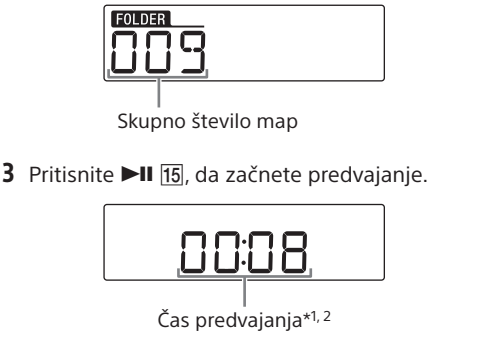 FOLDER
009
Skupno število map
3 Pritisnite ►II 15, da začnete predvajanje.
00:08
Čas predvajanja*1, 2